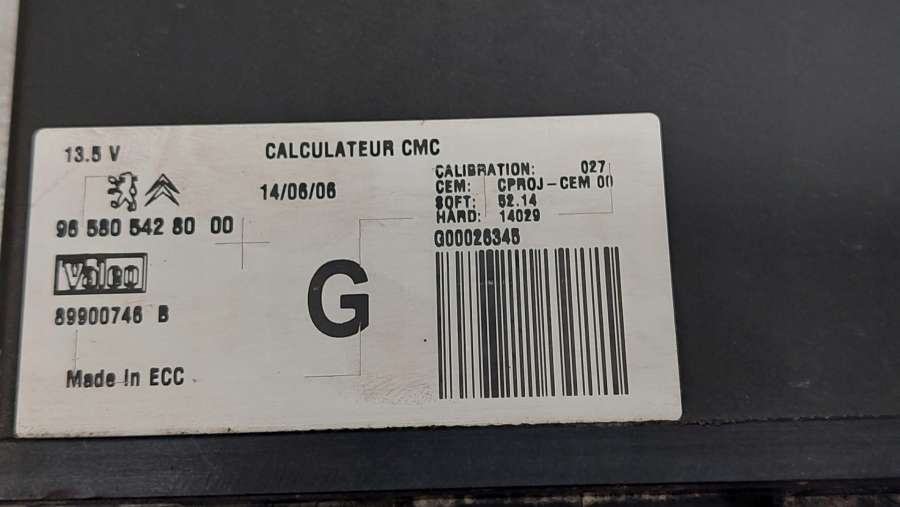 13.5 V
CALCULATEUR CMC
14/06/06
96 580 542 80 00
Valeo
89900746 B
Made In ECC
G
CALIBRATION: 027
CEM: CPROJ-CEM 00
SOFT: 52.14
HARD: 14029
G00026345